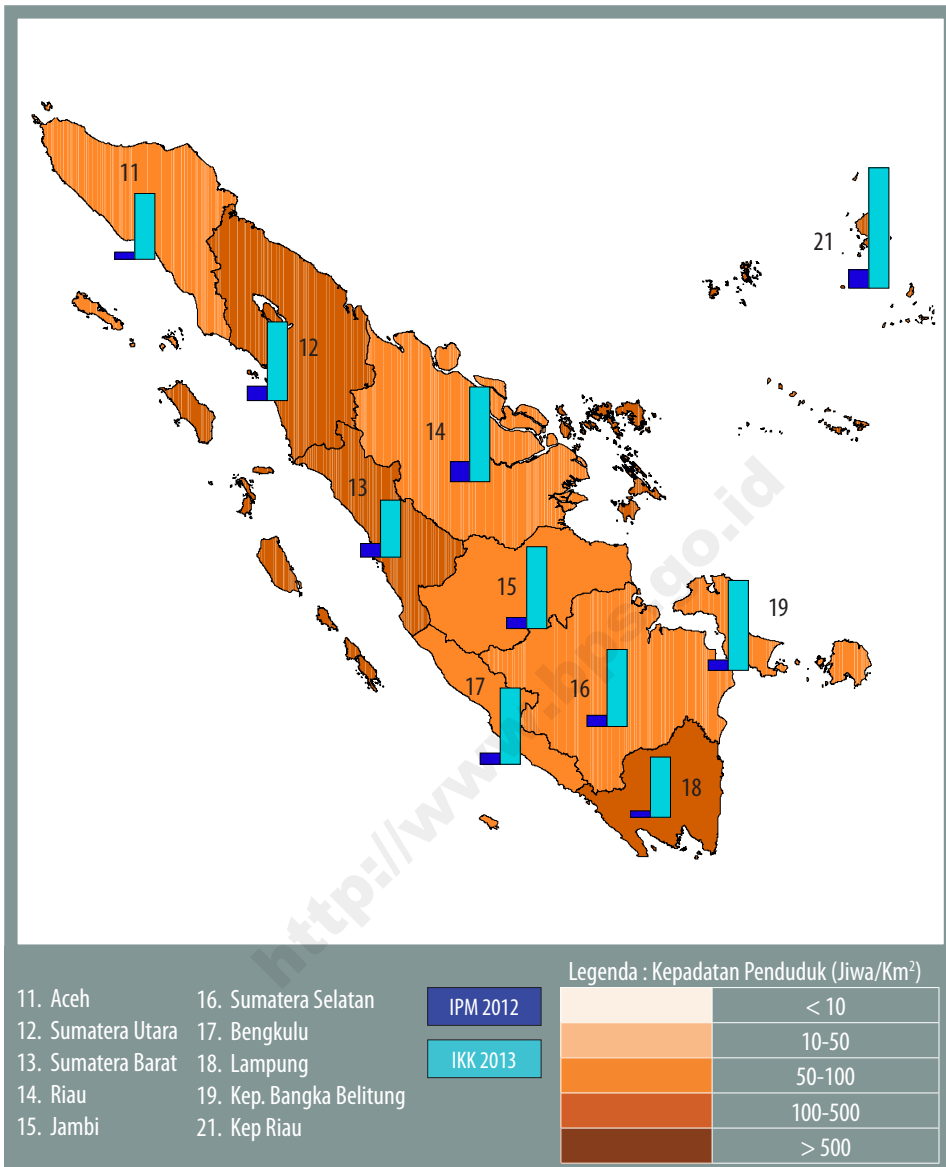 11
21
12
14
13
15
19
17
16
18
http://www.bps.go.id
11. Aceh
12. Sumatera Utara
13. Sumatera Barat
14. Riau
15. Jambi
16. Sumatera Selatan
17. Bengkulu
18. Lampung
19. Kep. Bangka Belitung
21. Kep Riau
IPM 2012
IKK 2013
Legenda : Kepadatan Penduduk (Jiwa/Km²)
< 10
10-50
50-100
100-500
> 500